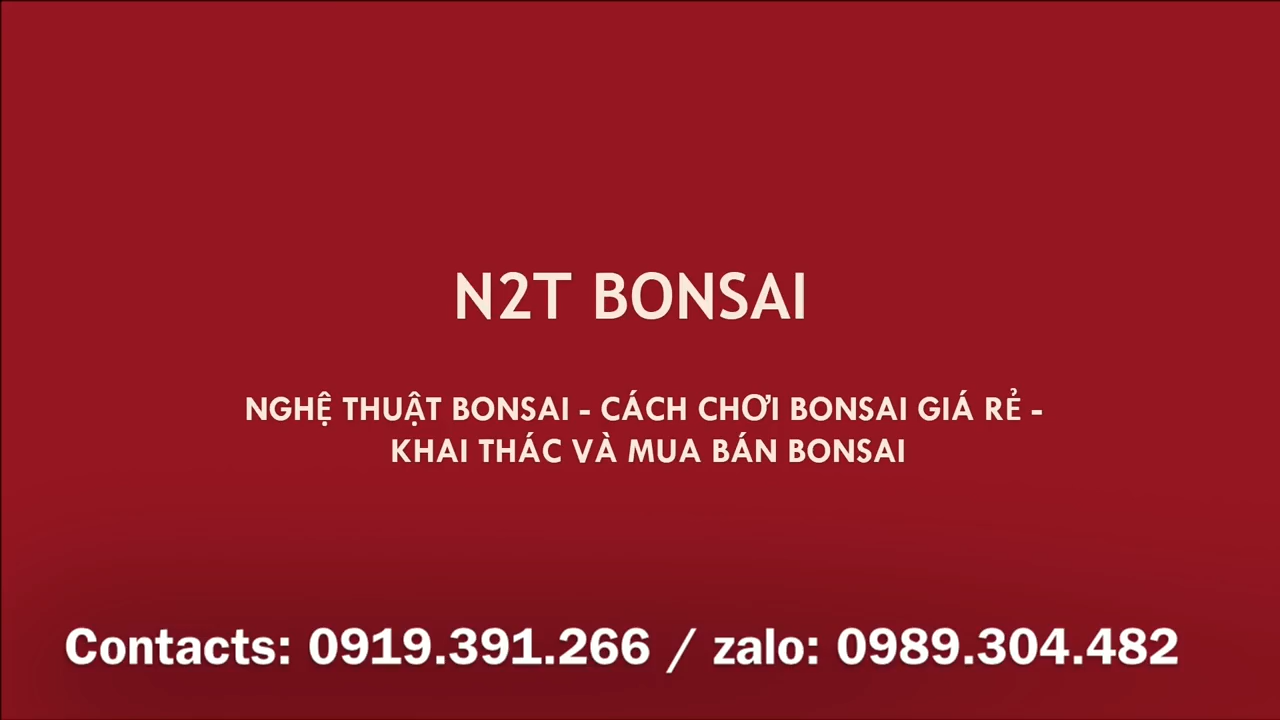 N2T BONSAI
NGHỆ THUẬT BONSAI - CÁCH CHƠI BONSAI GIÁ RẺ -
KHAI THÁC VÀ MUA BÁN BONSAI
Contacts: 0919.391.266 / zalo: 0989.304.482